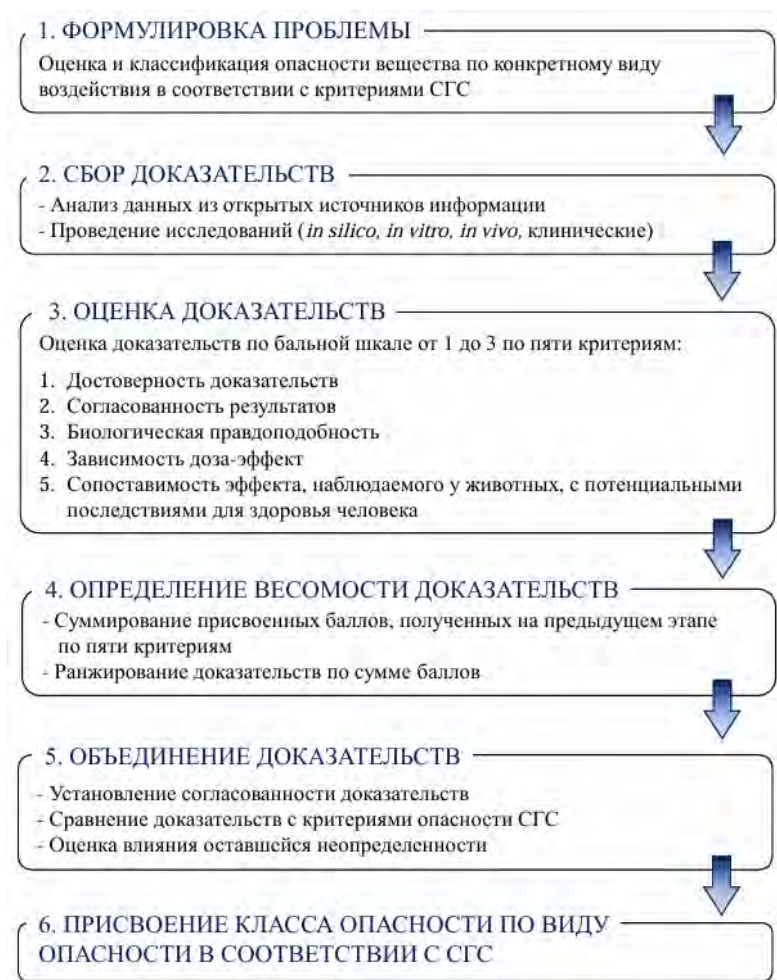 1. ФОРМУЛИРОВКА ПРОБЛЕМЫ
Оценка и классификация опасности вещества по конкретному виду
воздействия в соответствии с критериями СГС
2. СБОР ДОКАЗАТЕЛЬСТВ
- Анализ данных из открытых источников информации
- Проведение исследований (in silico, in vitro, in vivo, клинические)
3. ОЦЕНКА ДОКАЗАТЕЛЬСТВ
Оценка доказательств по бальной шкале от 1 до 3 по пяти критериям:
1. Достоверность доказательств
2. Согласованность результатов
3. Биологическая правдоподобность
4. Зависимость доза-эффект
5. Сопоставимость эффекта, наблюдаемого у животных, с потенциальными
последствиями для здоровья человека
4. ОПРЕДЕЛЕНИЕ ВЕСОМОСТИ ДОКАЗАТЕЛЬСТВ
- Суммирование присвоенных баллов, полученных на предыдущем этапе
по пяти критериям
- Ранжирование доказательств по сумме баллов
5. ОБЪЕДИНЕНИЕ ДОКАЗАТЕЛЬСТВ
- Установление согласованности доказательств
- Сравнение доказательств с критериями опасности СГС
- Оценка влияния оставшейся неопределенности
6. ПРИСВОЕНИЕ КЛАССА ОПАСНОСТИ ПО ВИДУ
ОПАСНОСТИ В СООТВЕТСТВИИ С СГС